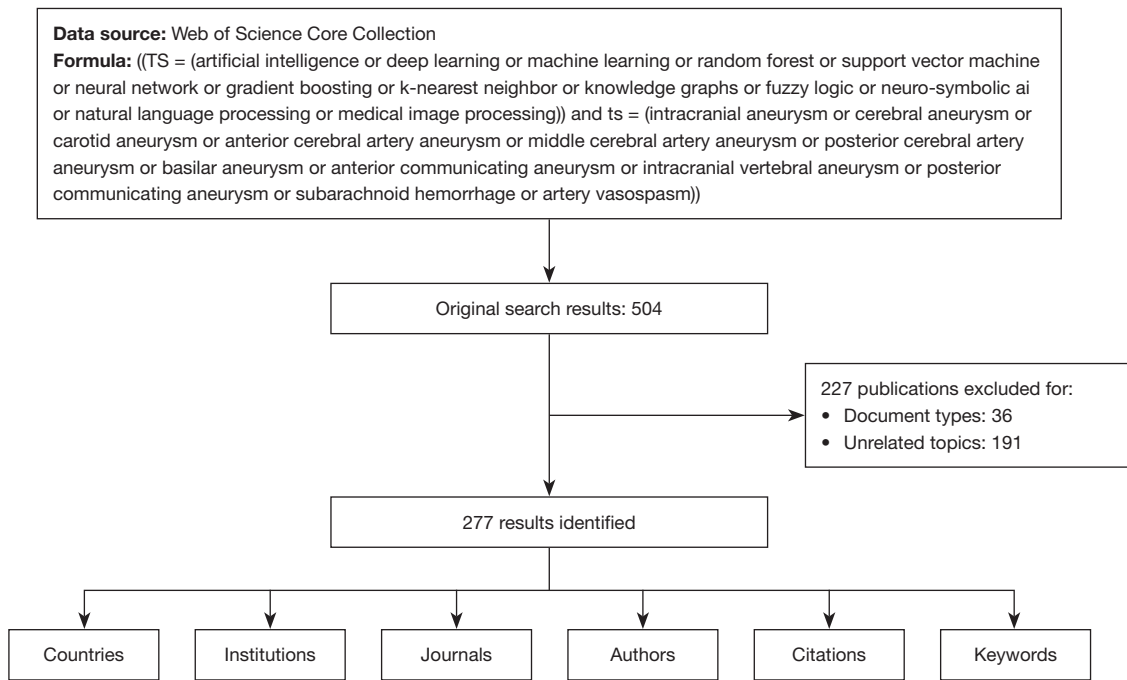 Data source: Web of Science Core Collection
Formula: ((TS = (artificial intelligence or deep learning or machine learning or random forest or support vector machine
or neural network or gradient boosting or k-nearest neighbor or knowledge graphs or fuzzy logic or neuro-symbolic ai
or natural language processing or medical image processing)) and ts = (intracranial aneurysm or cerebral aneurysm or
carotid aneurysm or anterior cerebral artery aneurysm or middle cerebral artery aneurysm or posterior cerebral artery
aneurysm or basilar aneurysm or anterior communicating aneurysm or intracranial vertebral aneurysm or posterior
communicating aneurysm or subarachnoid hemorrhage or artery vasospasm))
Original search results: 504
227 publications excluded for:
• Document types: 36
• Unrelated topics: 191
277 results identified
Countries
Institutions
Journals
Authors
Citations
Keywords